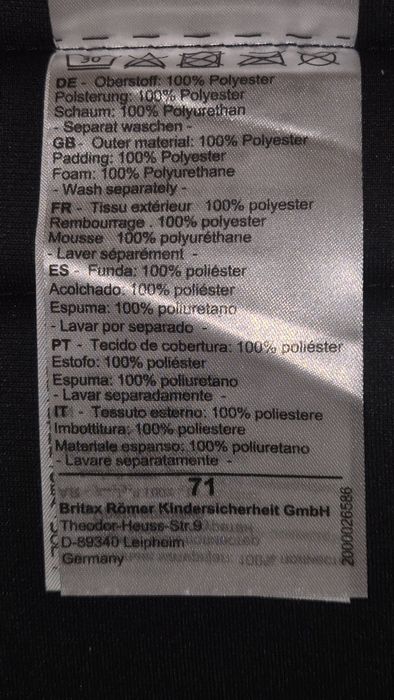 30
DE - Oberstoff: 100% Polyester
Polsterung: 100% Polyester
Schaum: 100% Polyurethan
- Separat waschen -
GB - Outer material: 100% Polyester
Padding: 100% Polyester
Foam: 100% Polyurethane
- Wash separately -
FR - Tissu extérieur 100% polyester
Rembourrage . 100% polyester
Mousse 100% polyuréthane
- Laver séparément -
ES - Funda: 100% poliéster
Acolchado: 100% poliéster
Espuma: 100% poliuretano
- Lavar por separado -
PT - Tecido de cobertura: 100% poliéster
Estofo: 100% poliéster
Espuma: 100% poliuretano
- Lavar separadamente -
IT - Tessuto esterno: 100% poliestere
Imbottitura: 100% poliestere
Materiale espanso: 100% poliuretano
- Lavare separatamente -
71
Britax Römer Kindersicherheit GmbH
Theodor-Heuss-Str.9
D-89340 Leipheim
Germany
2000026586